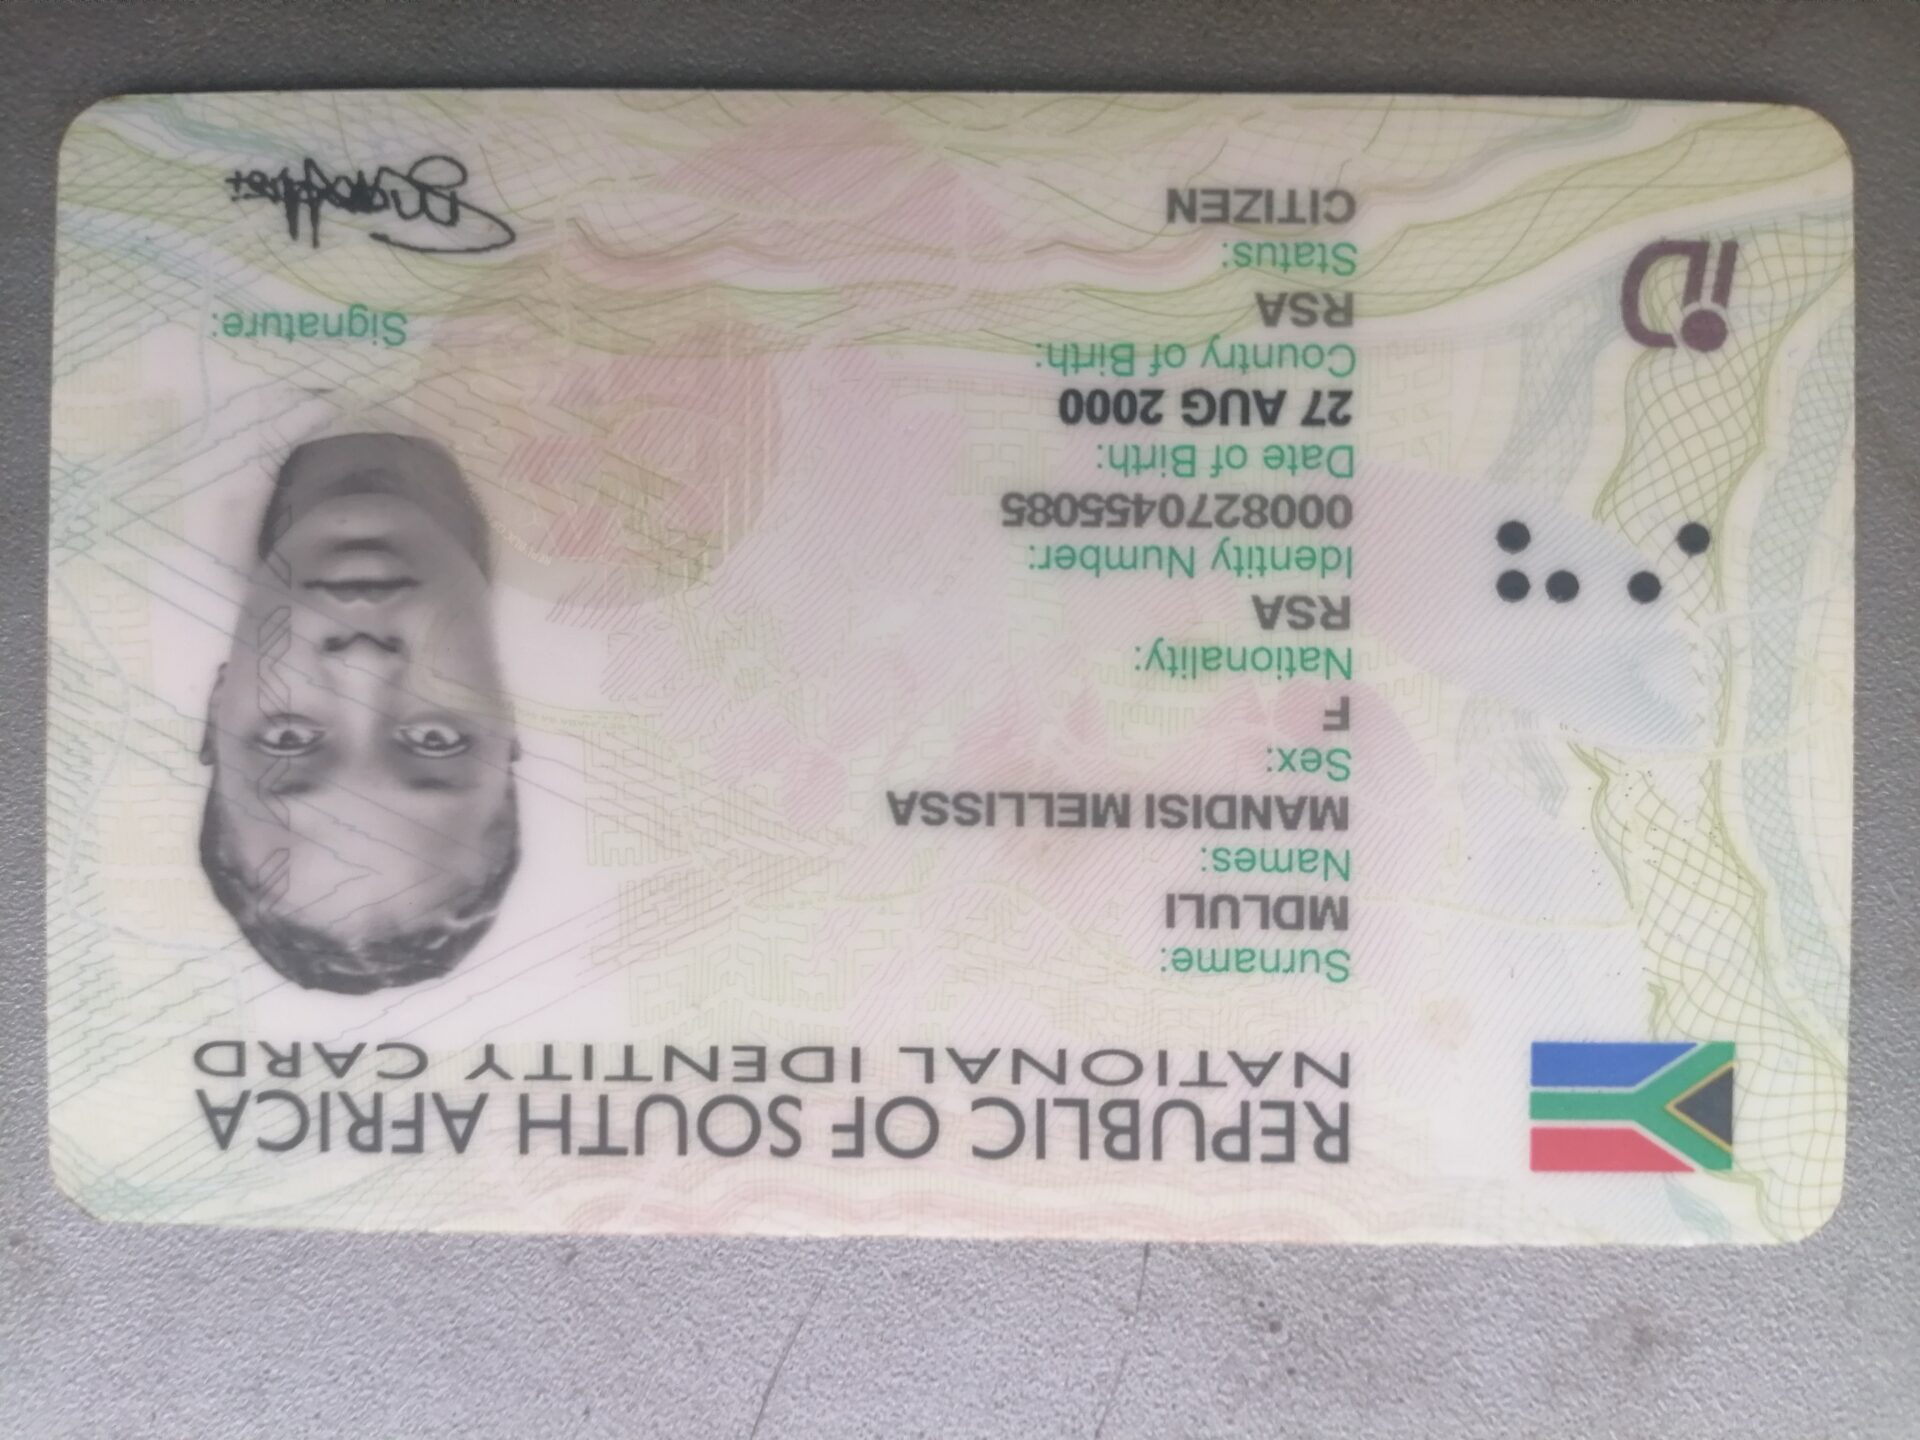 REPUBLIC OF SOUTH AFRICA
NATIONAL IDENTITY CARD
Surname:
MDLULI
Names:
MANDISI MELLISSA
Sex:
F
Nationality:
RSA
Identity Number:
0008270455085
Date of Birth:
27 AUG 2000
Country of Birth:
RSA
Status:
CITIZEN
Signature:
iD